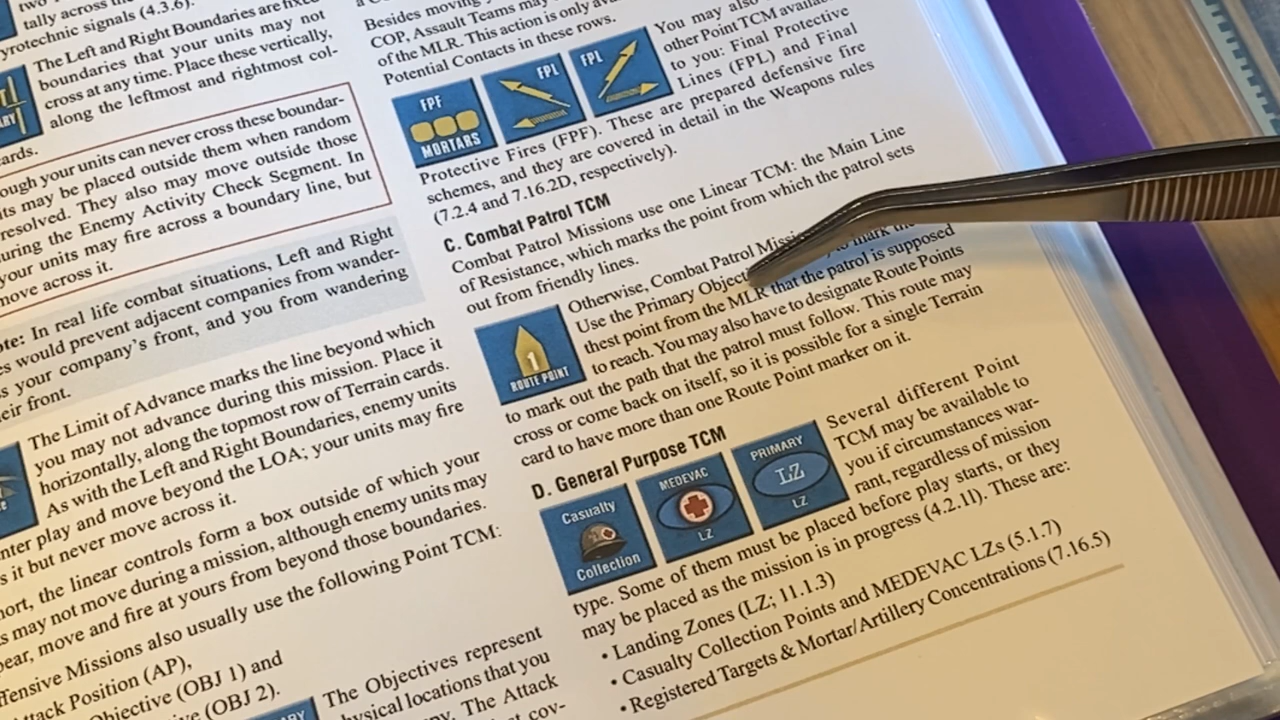 two
tally across the
yrotechnic signals (4.3.6).
The Left and Right Boundaries are fixed
boundaries that your units may not
cross at any time. Place these vertically,
along the leftmost and rightmost col-
ards.
ough your units can never cross these boundar-
its may be placed outside them when random
resolved. They also may move outside those
uring the Enemy Activity Check Segment. In
your units may fire across a boundary line, but
move across it.
te: In real life combat situations, Left and Right
s would prevent adjacent companies from wander-
s your company's front, and you from wandering
eir front.
The Limit of Advance marks the line beyond which
you may not advance during this mission. Place it
horizontally, along the topmost row of Terrain cards.
As with the Left and Right Boundaries, enemy units
nter play and move beyond the LOA; your units may fire
s it but never move across it.
hort, the linear controls form a box outside of which your
s may not move during a mission, although enemy units may
pear, move and fire at yours from beyond those boundaries.
ffensive Missions also usually use the following Point TCM:
ttack Position (AP),
Objective (OBJ 1) and
ive (OBJ 2).
The Objectives represent
hysical locations that you
ny. The Attack
at cov-
Besides moving
COP, Assault Teams may
of the MLR. This action is only ava
Potential Contacts in these rows.
FPF
MORTARS
FPL
FPL
You may also
other Point TCM available
to you: Final Protective
Lines (FPL) and Final
Protective Fires (FPF). These are prepared defensive fire
schemes, and they are covered in detail in the Weapons rules
(7.2.4 and 7.16.2D, respectively).
C. Combat Patrol TCM
Combat Patrol Missions use one Linear TCM: the Main Line
of Resistance, which marks the point from which the patrol sets
out from friendly lines.
1
ROUTE POINT
Otherwise, Combat Patrol Missi
Use the Primary Object to mark the
thest point from the MLR that the patrol is supposed
to reach. You may also have to designate Route Points
to mark out the path that the patrol must follow. This route may
cross or come back on itself, so it is possible for a single Terrain
card to have more than one Route Point marker on it.
D. General Purpose TCM
Casualty
Collection
MEDEVAC
LZ
PRIMARY
LZ
LZ
Several different Point
TCM may be available to
you if circumstances war-
rant, regardless of mission
type. Some of them must be placed before play starts, or they
may be placed as the mission is in progress (4.2.11). These are:
• Landing Zones (LZ; 11.1.3)
• Casualty Collection Points and MEDEVAC LZs (5.1.7)
• Registered Targets & Mortar/Artillery Concentrations (7.16.5)